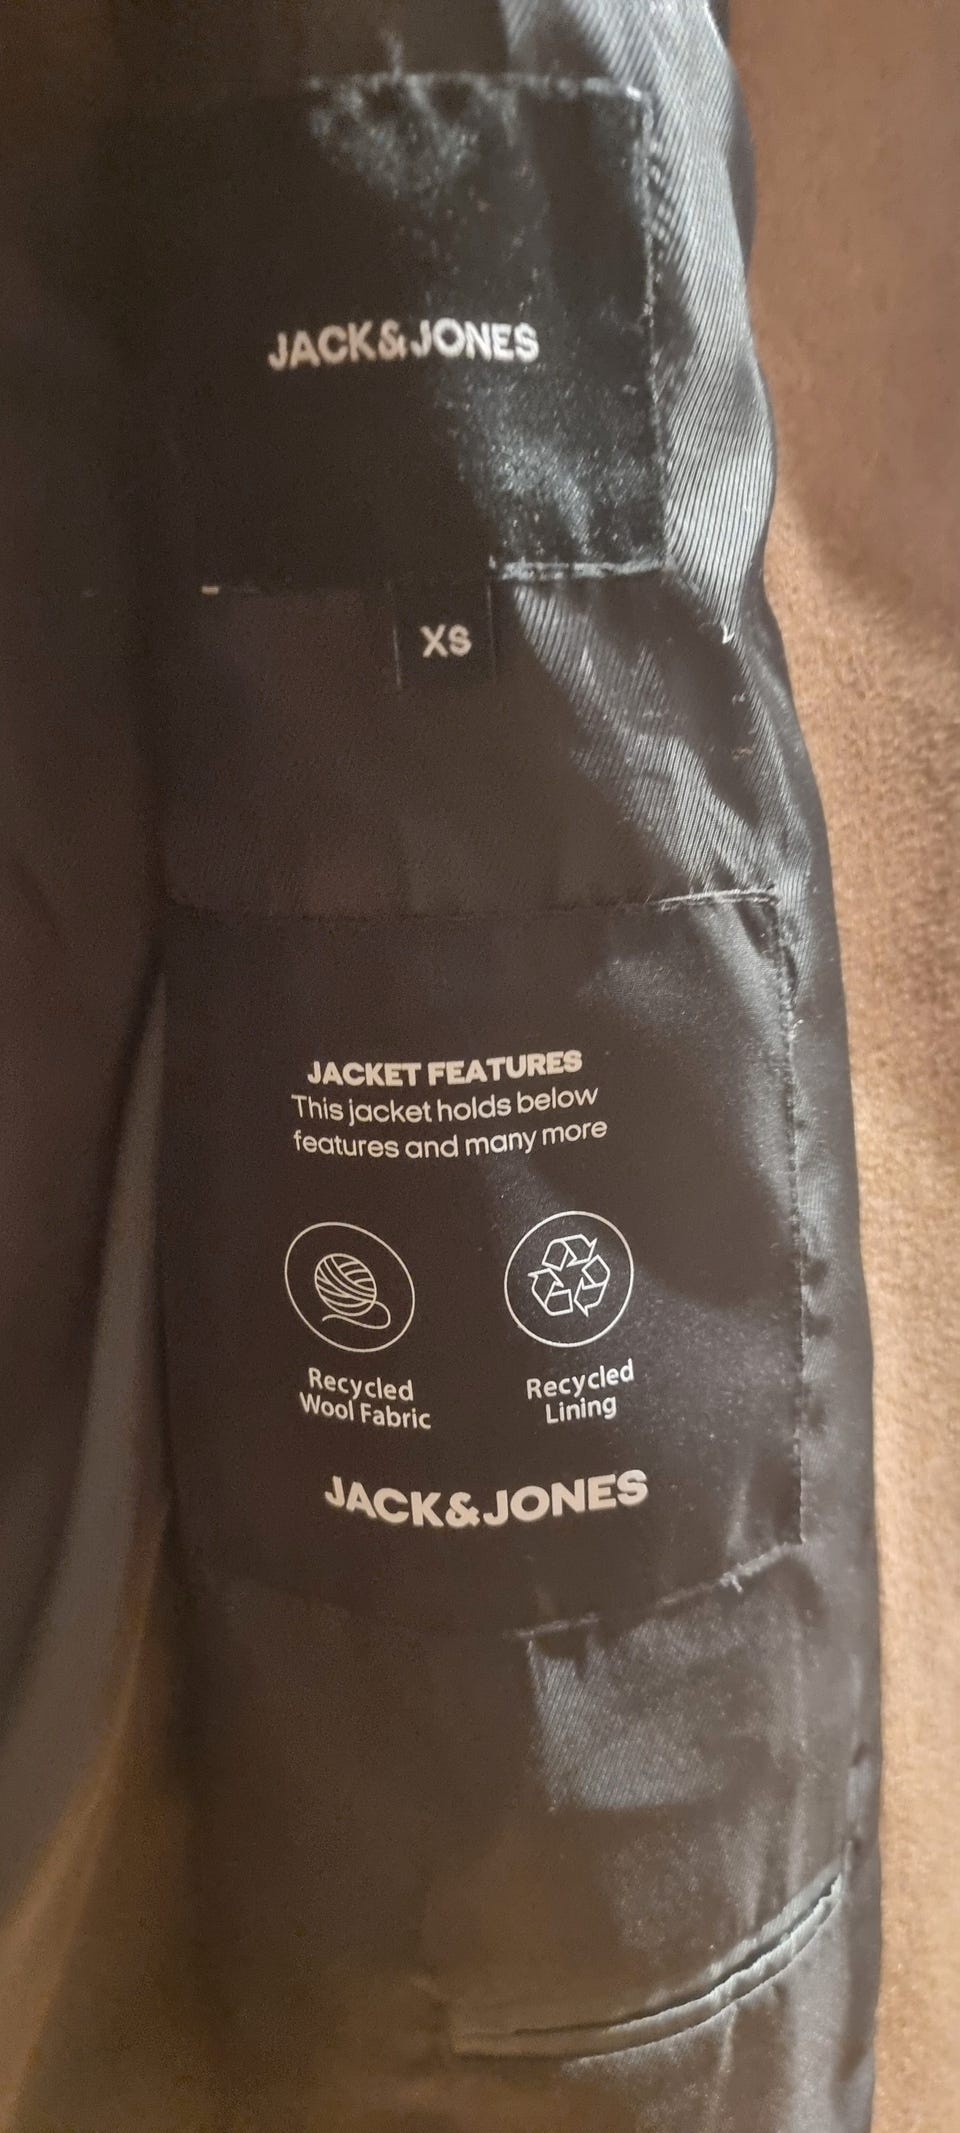 JACK&JONES
XS
JACKET FEATURES
This jacket holds below
features and many more
Recycled
Wool Fabric
Recycled
Lining
JACK&JONES